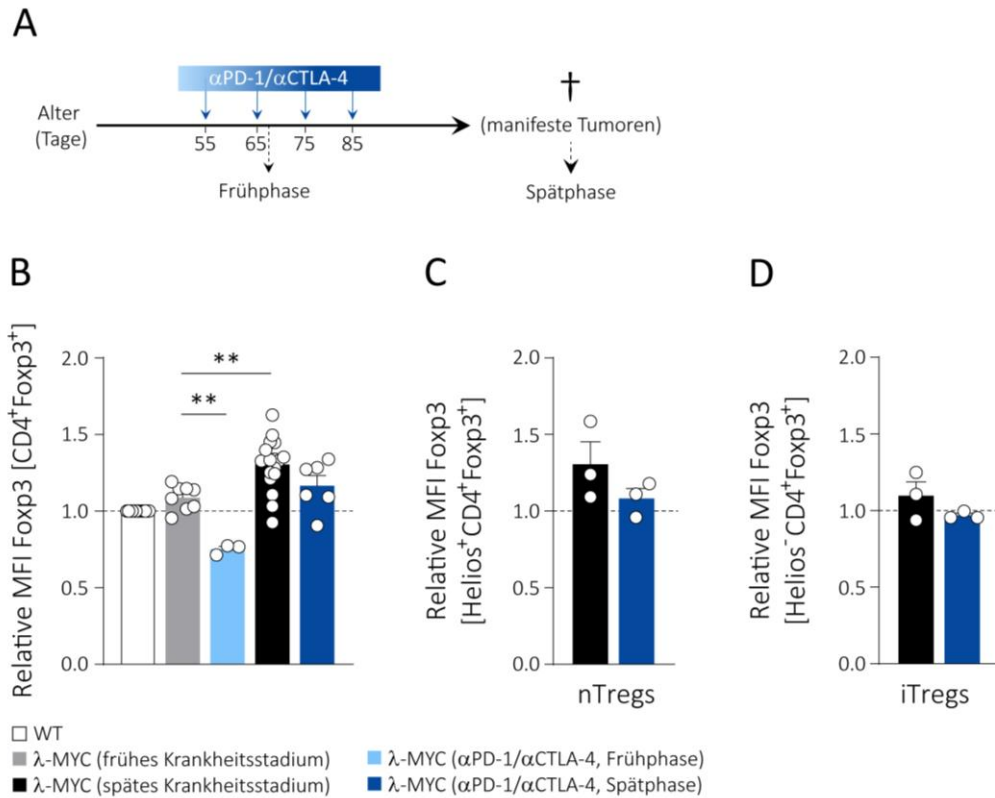 A
αPD-1/αCTLA-4
Alter
(Tage)
55 65 75 85
†
(manifeste Tumoren)
Frühphase
Spätphase
B
Relative MFI Foxp3 [CD4⁺Foxp3⁺]
2.0
1.5
1.0
0.5
0.0
**
**
C
Relative MFI Foxp3
[Helios⁺CD4⁺Foxp3⁺]
2.0
1.5
1.0
0.5
0.0
nTregs
D
Relative MFI Foxp3
[Helios⁻CD4⁺Foxp3⁺]
2.0
1.5
1.0
0.5
0.0
iTregs
WT
λ-MYC (frühes Krankheitsstadium)
λ-MYC (spätes Krankheitsstadium)
λ-MYC (αPD-1/αCTLA-4, Frühphase)
λ-MYC (αPD-1/αCTLA-4, Spätphase)